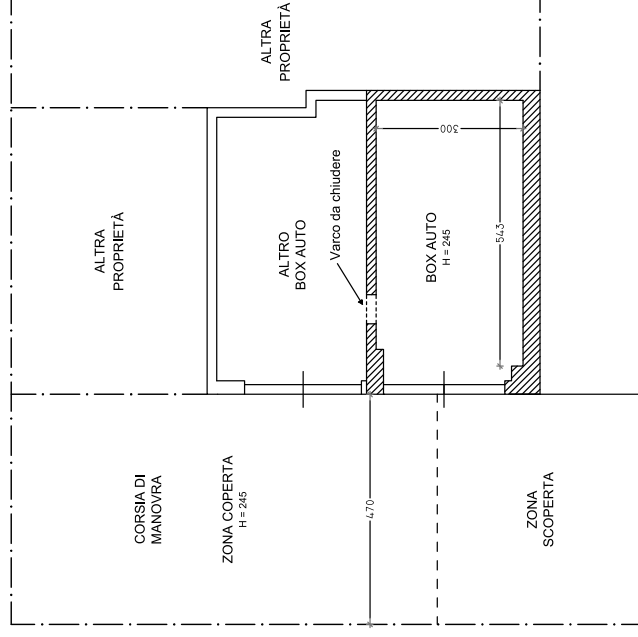 ALTRA
PROPRIETÀ
ALTRA
PROPRIETÀ
ALTRO
BOX AUTO
Varco da chiudere
300
BOX AUTO
H = 245
543
CORSIA DI
MANOVRA
ZONA COPERTA
H = 245
470
ZONA
SCOPERTA